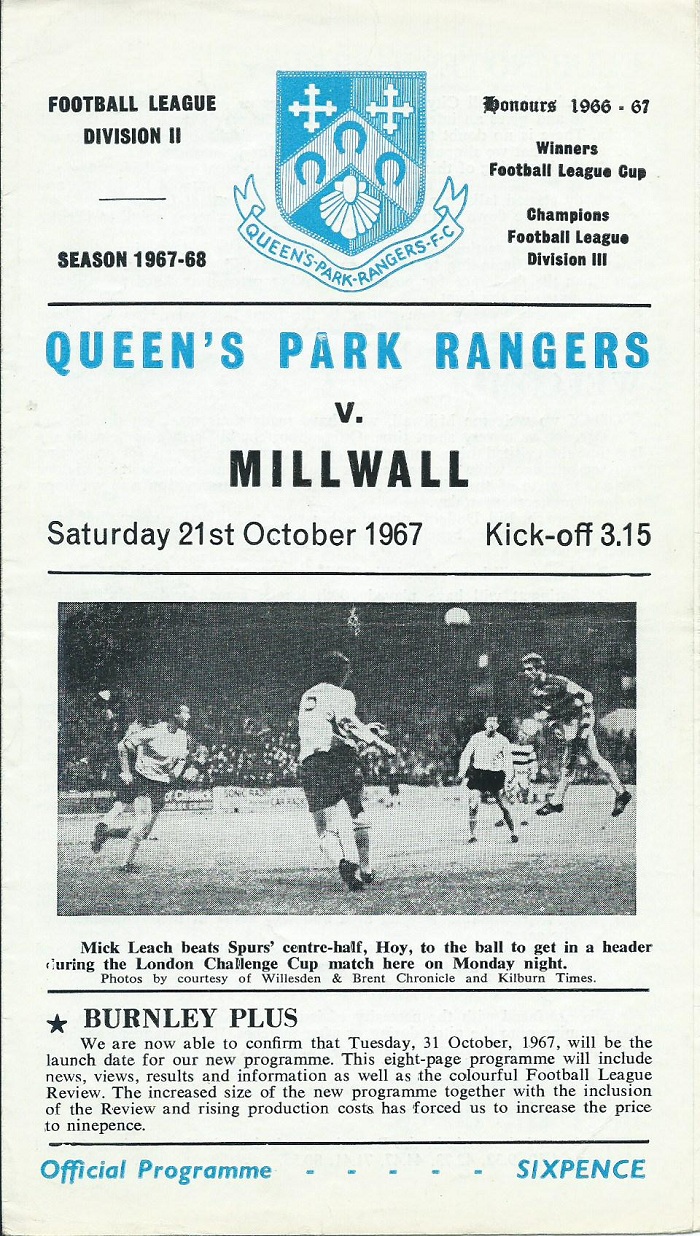 FOOTBALL LEAGUE
DIVISION II
SEASON 1967-68
QUEEN'S-PARK-RANGERS-F-C
Honours 1966 - 67
Winners
Football League Cup
Champions
Football League
Division III
QUEEN'S PARK RANGERS
v.
MILLWALL
Saturday 21st October 1967 Kick-off 3.15
SONIC
CAR
Mick Leach beats Spurs' centre-half, Hoy, to the ball to get in a header
during the London Challenge Cup match here on Monday night.
Photos by courtesy of Willesden & Brent Chronicle and Kilburn Times.
★ BURNLEY PLUS
We are now able to confirm that Tuesday, 31 October, 1967, will be the
launch date for our new programme. This eight-page programme will include
news, views, results and information as well as the colourful Football League
Review. The increased size of the new programme together with the inclusion
of the Review and rising production costs has forced us to increase the price
to ninepence.
Official Programme - - - - - SIXPENCE